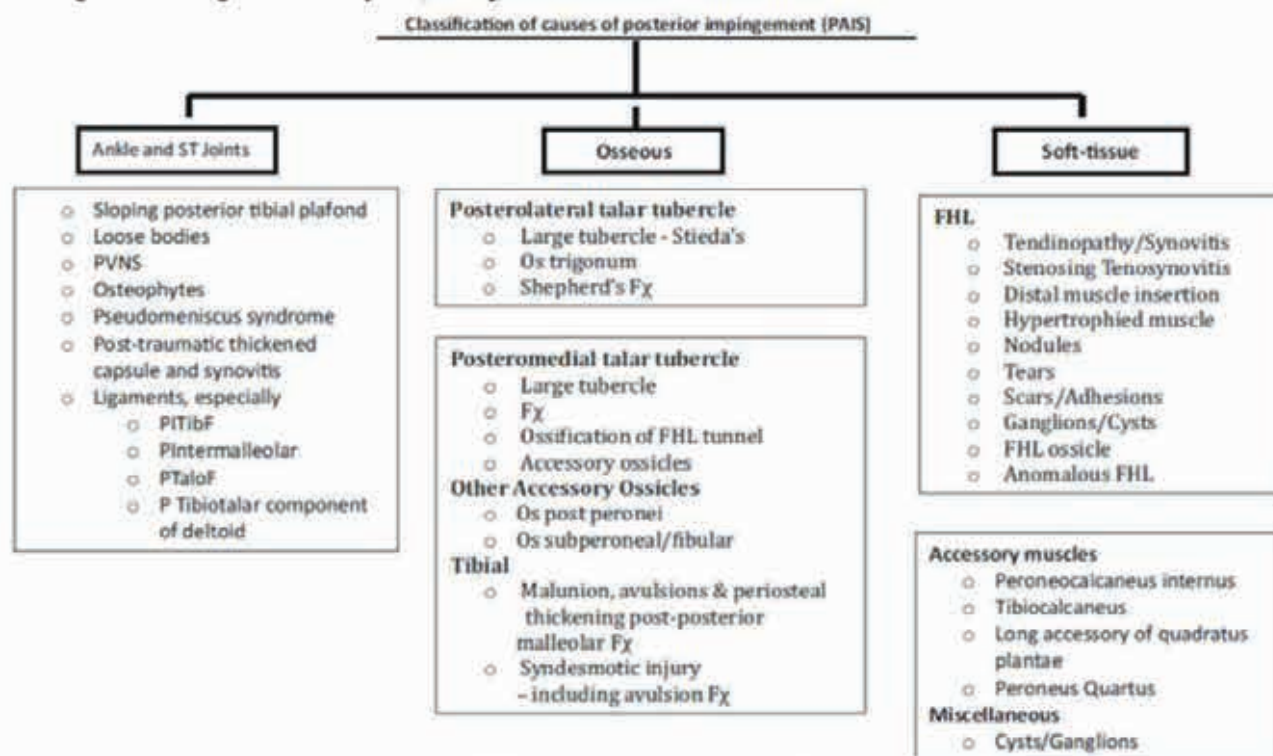 Classification of causes of posterior impingement (PAIS)
Ankle and ST Joints
o Sloping posterior tibial plafond
o Loose bodies
o PVNS
o Osteophytes
o Pseudomeniscus syndrome
o Post-traumatic thickened
capsule and synovitis
o Ligaments, especially
o PITibF
o PIntermalleolar
o PTaloF
o P Tibiotalar component
of deltoid
Osseous
Posterolateral talar tubercle
o Large tubercle - Stieda's
o Os trigonum
o Shepherd's Fχ
Posteromedial talar tubercle
o Large tubercle
o Fχ
o Ossification of FHL tunnel
o Accessory ossicles
Other Accessory Ossicles
o Os post peronei
o Os subperoneal/fibular
Tibial
o Malunion, avulsions & periosteal
thickening post-posterior
malleolar Fχ
o Syndesmotic injury
– including avulsion Fχ
Soft-tissue
FHL
o Tendinopathy/Synovitis
o Stenosing Tenosynovitis
o Distal muscle insertion
o Hypertrophied muscle
o Nodules
o Tears
o Scars/Adhesions
o Ganglions/Cysts
o FHL ossicle
o Anomalous FHL
Accessory muscles
o Peroneocalcaneus internus
o Tibiocalcaneus
o Long accessory of quadratus
plantae
o Peroneus Quartus
Miscellaneous
o Cysts/Ganglions